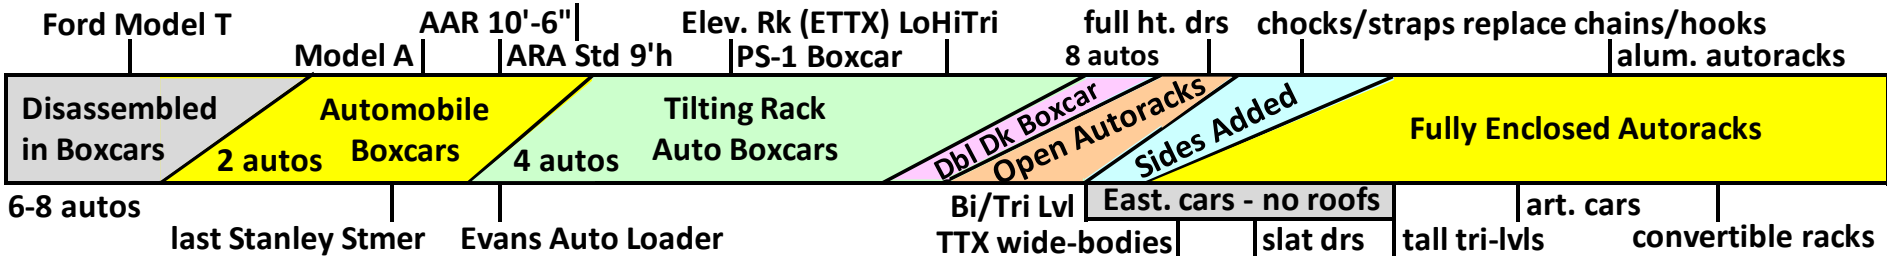 Ford Model T
AAR 10'-6"
Elev. Rk (ETTX) LoHiTri
full ht. drs
chocks/straps replace chains/hooks
Model A
ARA Std 9'h
PS-1 Boxcar
8 autos
alum. autoracks
Disassembled
in Boxcars
2 autos
Automobile
Boxcars
4 autos
Tilting Rack
Auto Boxcars
Dbl Dk Boxcar
Open Autoracks
Sides Added
Fully Enclosed Autoracks
6-8 autos
Bi/Tri Lvl
East. cars - no roofs
art. cars
last Stanley Stmer
Evans Auto Loader
TTX wide-bodies
slat drs
tall tri-lvls
convertible racks